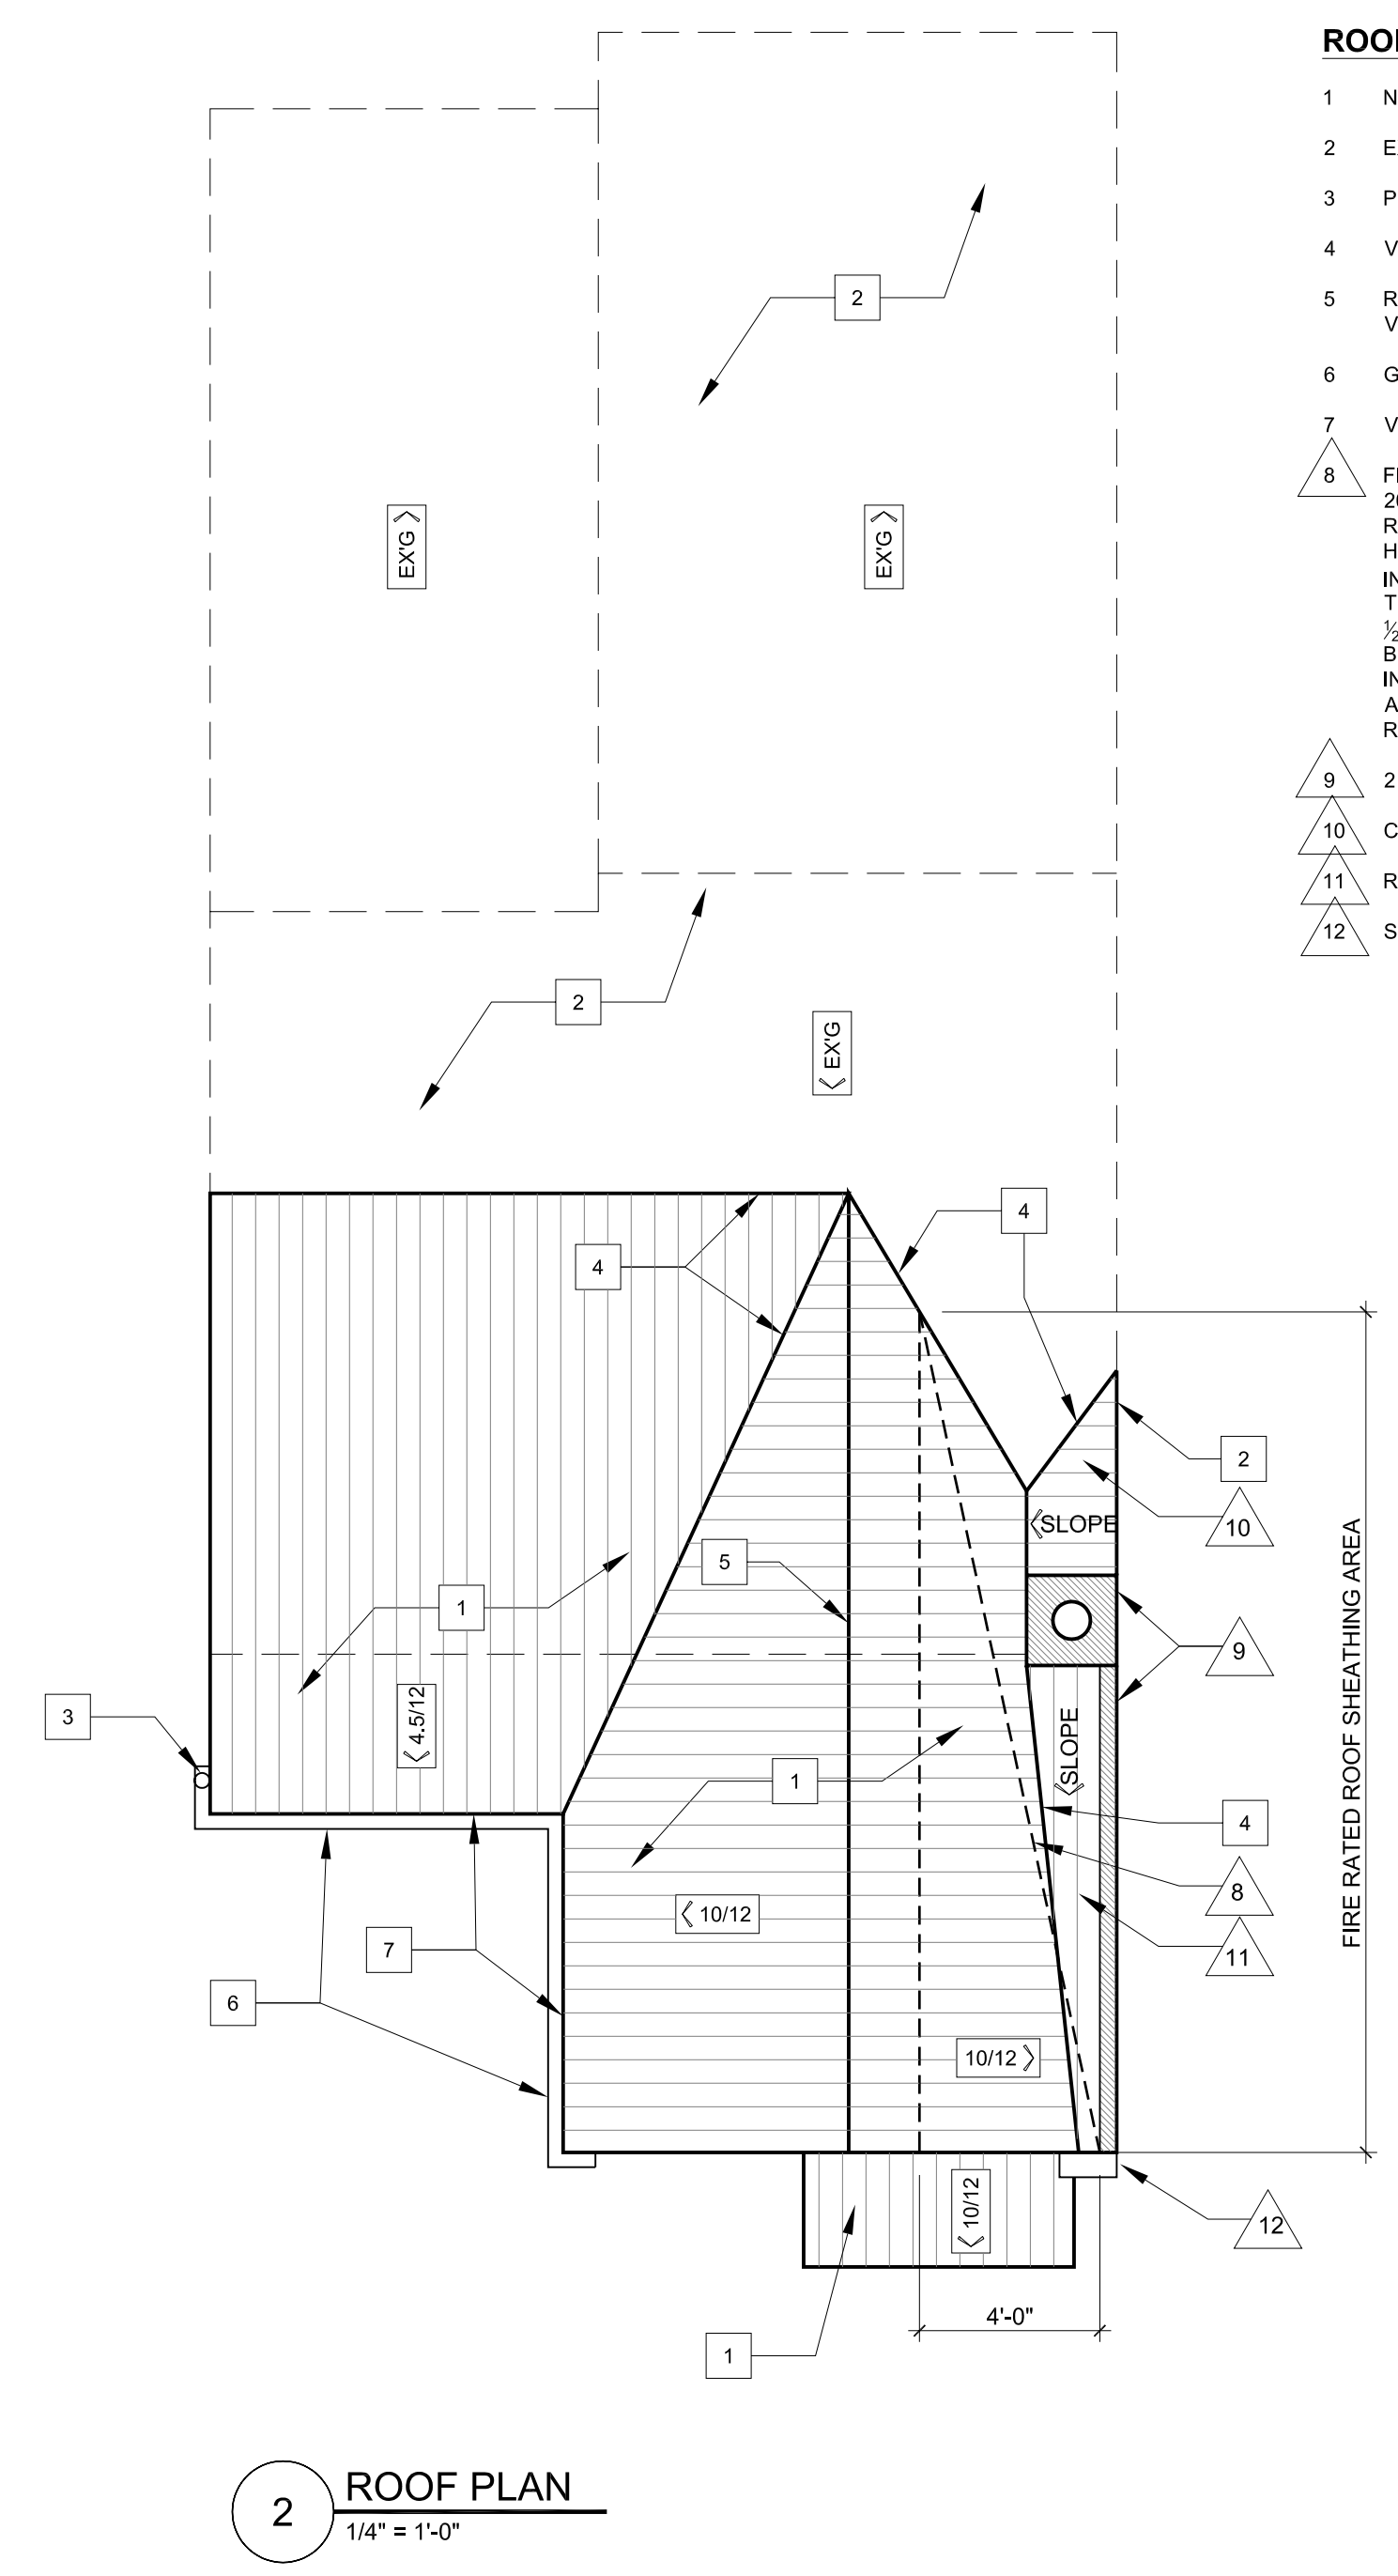 ROOF
1 N
2 E
3 P
4 V
5 R
V
6 G
7 V
8 F
20
R
H
IN
T
½
B
IN
A
R
9 2
10 C
11 R
12 S
2
EX'G
EX'G
2
EX'G
4
4
2
10
SLOPE
5
1
9
3
4.5/12
SLOPE
1
4
8
10/12
11
7
6
10/12
FIRE RATED ROOF SHEATHING AREA
10/12
12
4'-0"
1
2
ROOF PLAN
1/4" = 1'-0"